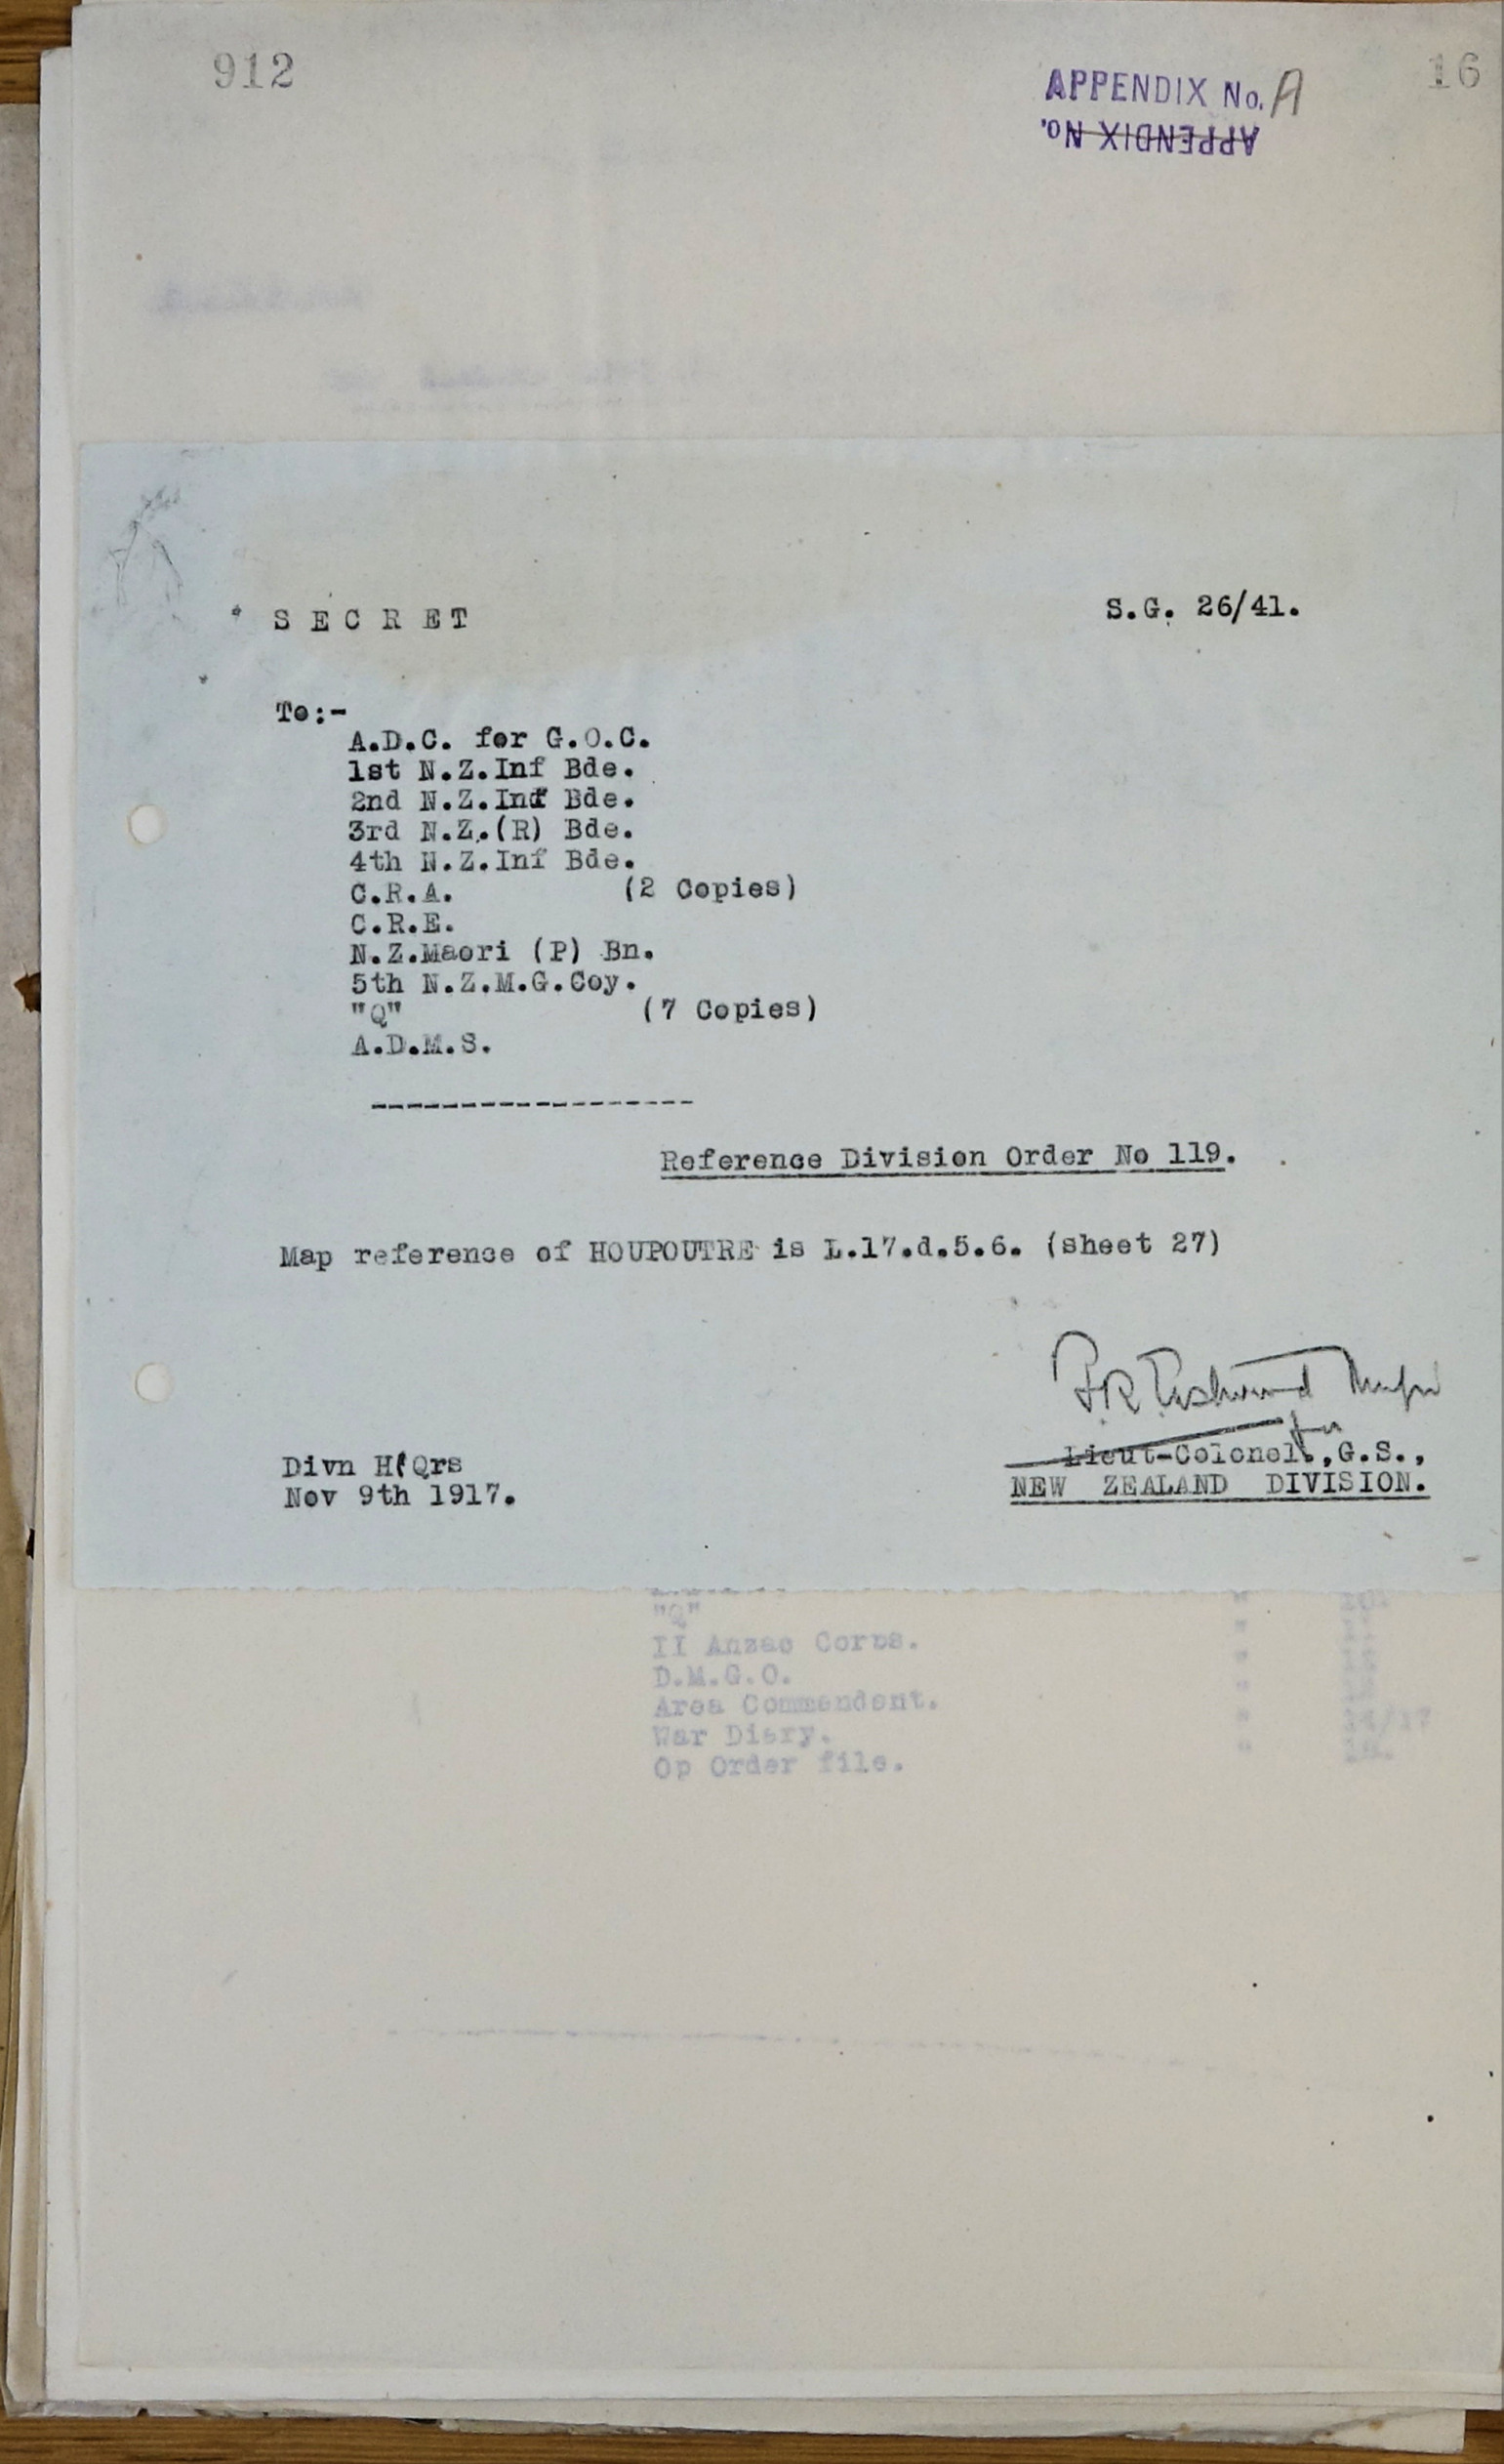 912
16
APPENDIX No. A
APPENDIX No.
SECRET
S.G. 26/41.
To:-
A.D.C. for G.O.C.
1st N.Z.Inf Bde.
2nd N.Z.Inf Bde.
3rd N.Z.(R) Bde.
4th N.Z.Inf Bde.
C.R.A. (2 Copies)
C.R.E.
N.Z.Maori (P) Bn.
5th N.Z.M.G.Coy.
"Q" (7 Copies)
A.D.M.S.
-------------------
Reference Division Order No 119.
Map reference of HOUPOUTRE is L.17.d.5.6. (sheet 27)
for
Divn H'Qrs
Lieut-Colonel.,G.S.,
Nov 9th 1917.
NEW ZEALAND DIVISION.
"Q"
II Anzac Corps.
D.M.G.O.
Area Commandent.
War Diary.
Op Order file.